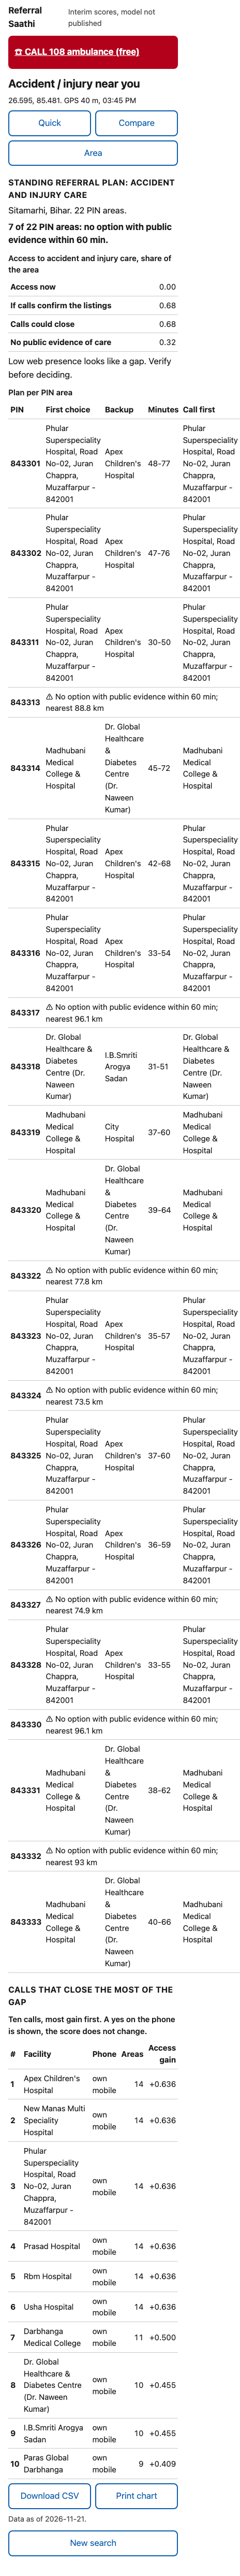 Referral Saathi
Interim scores, model not published
☎ CALL 108 ambulance (free)
Accident / injury near you
26.595, 85.481. GPS 40 m, 03:45 PM
Quick
Compare
Area
STANDING REFERRAL PLAN: ACCIDENT AND INJURY CARE
Sitamarhi, Bihar. 22 PIN areas.
7 of 22 PIN areas: no option with public evidence within 60 min.
Access to accident and injury care, share of the area
Access now 0.00
If calls confirm the listings 0.68
Calls could close 0.68
No public evidence of care 0.32
Low web presence looks like a gap. Verify before deciding.
Plan per PIN area
PIN First choice Backup Minutes Call first
843301 Phular Superspeciality Hospital, Road No-02, Juran Chappra, Muzaffarpur - 842001 Apex Children's Hospital 48-77 Phular Superspeciality Hospital, Road No-02, Juran Chappra, Muzaffarpur - 842001
843302 Phular Superspeciality Hospital, Road No-02, Juran Chappra, Muzaffarpur - 842001 Apex Children's Hospital 47-76 Phular Superspeciality Hospital, Road No-02, Juran Chappra, Muzaffarpur - 842001
843311 Phular Superspeciality Hospital, Road No-02, Juran Chappra, Muzaffarpur - 842001 Apex Children's Hospital 30-50 Phular Superspeciality Hospital, Road No-02, Juran Chappra, Muzaffarpur - 842001
843313 ⚠ No option with public evidence within 60 min; nearest 88.8 km
843314 Madhubani Medical College & Hospital Dr. Global Healthcare & Diabetes Centre (Dr. Naween Kumar) 45-72 Madhubani Medical College & Hospital
843315 Phular Superspeciality Hospital, Road No-02, Juran Chappra, Muzaffarpur - 842001 Apex Children's Hospital 42-68 Phular Superspeciality Hospital, Road No-02, Juran Chappra, Muzaffarpur - 842001
843316 Phular Superspeciality Hospital, Road No-02, Juran Chappra, Muzaffarpur - 842001 Apex Children's Hospital 33-54 Phular Superspeciality Hospital, Road No-02, Juran Chappra, Muzaffarpur - 842001
843317 ⚠ No option with public evidence within 60 min; nearest 96.1 km
843318 Dr. Global Healthcare & Diabetes Centre (Dr. Naween Kumar) I.B.Smriti Arogya Sadan 31-51 Dr. Global Healthcare & Diabetes Centre (Dr. Naween Kumar)
843319 Madhubani Medical College & Hospital City Hospital 37-60 Madhubani Medical College & Hospital
843320 Madhubani Medical College & Hospital Dr. Global Healthcare & Diabetes Centre (Dr. Naween Kumar) 39-64 Madhubani Medical College & Hospital
843322 ⚠ No option with public evidence within 60 min; nearest 77.8 km
843323 Phular Superspeciality Hospital, Road No-02, Juran Chappra, Muzaffarpur - 842001 Apex Children's Hospital 35-57 Phular Superspeciality Hospital, Road No-02, Juran Chappra, Muzaffarpur - 842001
843324 ⚠ No option with public evidence within 60 min; nearest 73.5 km
843325 Phular Superspeciality Hospital, Road No-02, Juran Chappra, Muzaffarpur - 842001 Apex Children's Hospital 37-60 Phular Superspeciality Hospital, Road No-02, Juran Chappra, Muzaffarpur - 842001
843326 Phular Superspeciality Hospital, Road No-02, Juran Chappra, Muzaffarpur - 842001 Apex Children's Hospital 36-59 Phular Superspeciality Hospital, Road No-02, Juran Chappra, Muzaffarpur - 842001
843327 ⚠ No option with public evidence within 60 min; nearest 74.9 km
843328 Phular Superspeciality Hospital, Road No-02, Juran Chappra, Muzaffarpur - 842001 Apex Children's Hospital 33-55 Phular Superspeciality Hospital, Road No-02, Juran Chappra, Muzaffarpur - 842001
843330 ⚠ No option with public evidence within 60 min; nearest 96.1 km
843331 Madhubani Medical College & Hospital Dr. Global Healthcare & Diabetes Centre (Dr. Naween Kumar) 38-62 Madhubani Medical College & Hospital
843332 ⚠ No option with public evidence within 60 min; nearest 93 km
843333 Madhubani Medical College & Hospital Dr. Global Healthcare & Diabetes Centre (Dr. Naween Kumar) 40-66 Madhubani Medical College & Hospital
CALLS THAT CLOSE THE MOST OF THE GAP
Ten calls, most gain first. A yes on the phone is shown, the score does not change.
# Facility Phone Areas Access gain
1 Apex Children's Hospital own mobile 14 +0.636
2 New Manas Multi Speciality Hospital own mobile 14 +0.636
3 Phular Superspeciality Hospital, Road No-02, Juran Chappra, Muzaffarpur - 842001 own mobile 14 +0.636
4 Prasad Hospital own mobile 14 +0.636
5 Rbm Hospital own mobile 14 +0.636
6 Usha Hospital own mobile 14 +0.636
7 Darbhanga Medical College own mobile 11 +0.500
8 Dr. Global Healthcare & Diabetes Centre (Dr. Naween Kumar) own mobile 10 +0.455
9 I.B.Smriti Arogya Sadan own mobile 10 +0.455
10 Paras Global Darbhanga own mobile 9 +0.409
Download CSV
Print chart
Data as of 2026-11-21.
New search